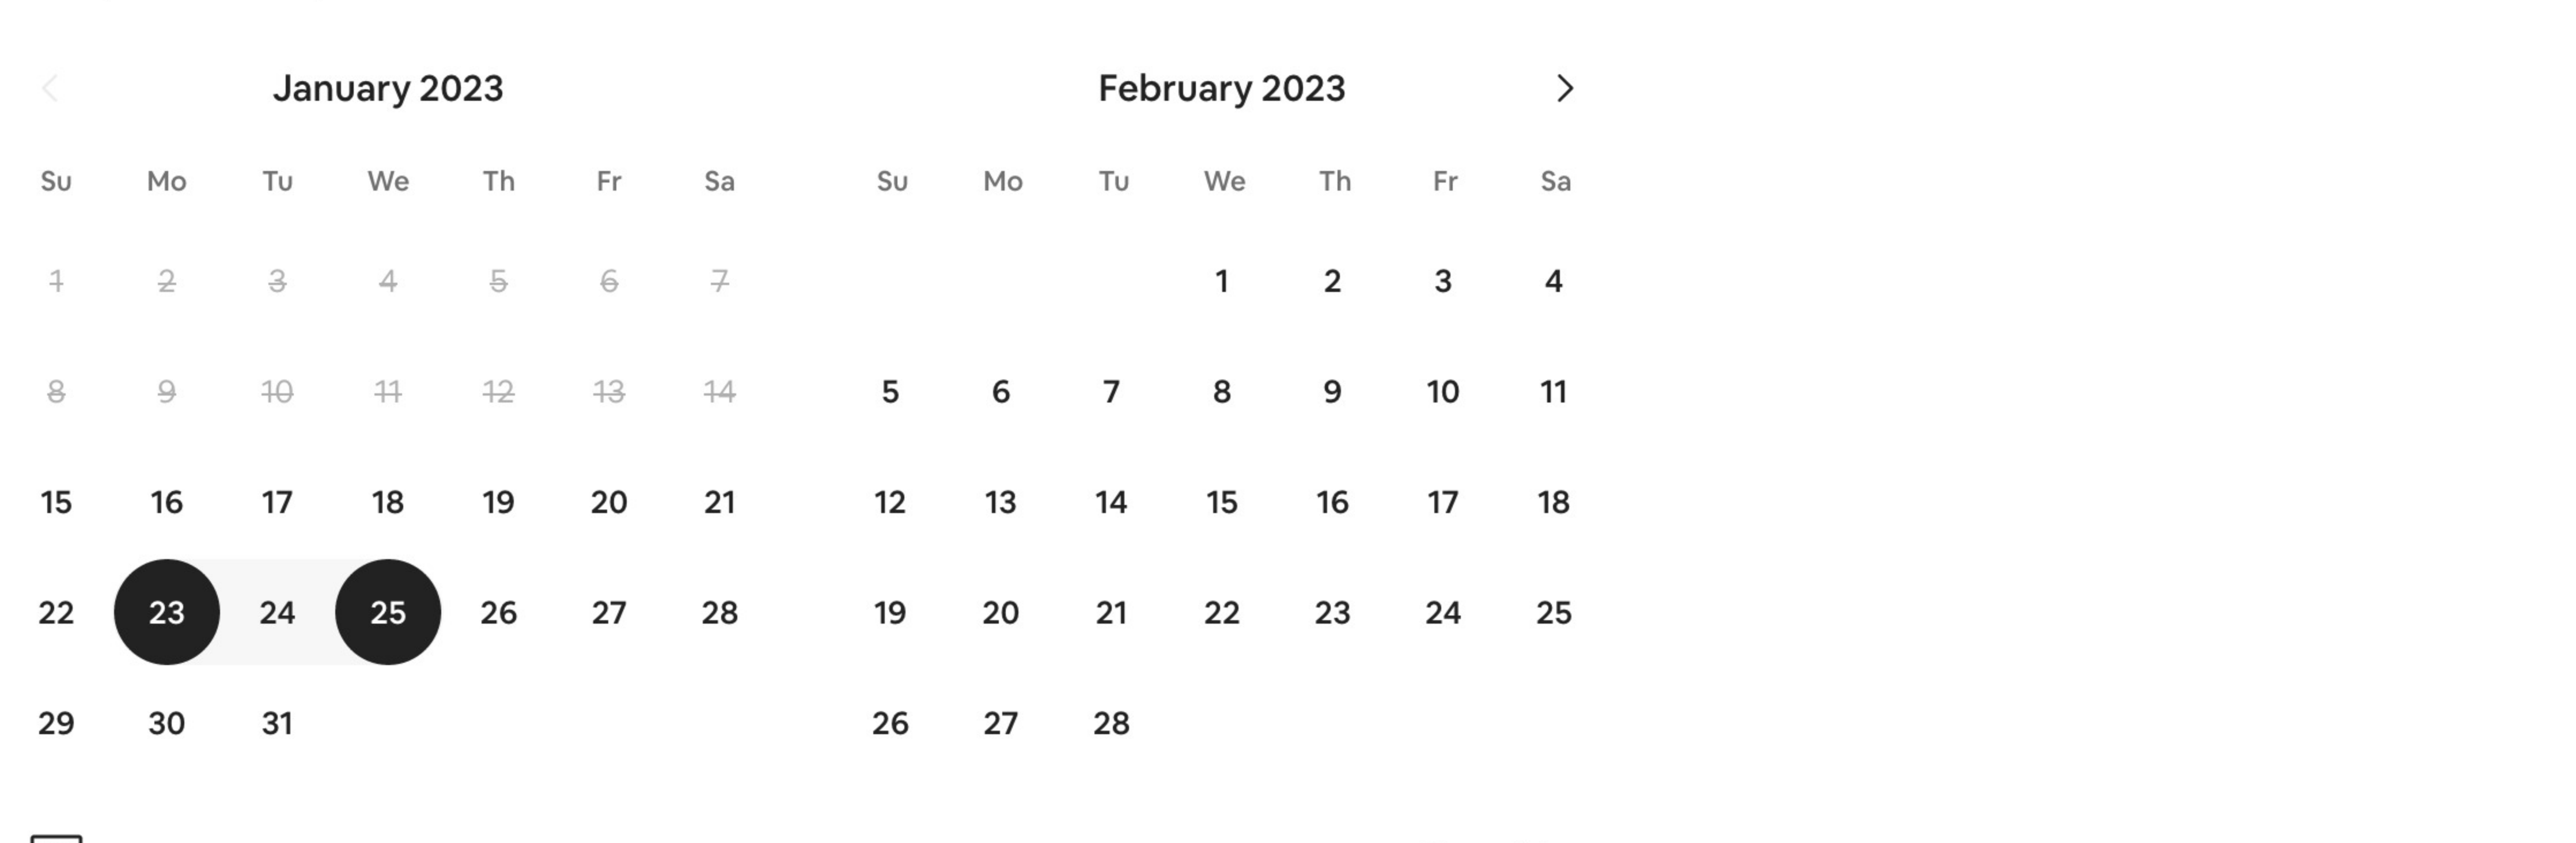 January 2023
Su Mo Tu We Th Fr Sa
1 2 3 4 5 6 7
8 9 10 11 12 13 14
15 16 17 18 19 20 21
22 23 24 25 26 27 28
29 30 31
February 2023
Su Mo Tu We Th Fr Sa
1 2 3 4
5 6 7 8 9 10 11
12 13 14 15 16 17 18
19 20 21 22 23 24 25
26 27 28